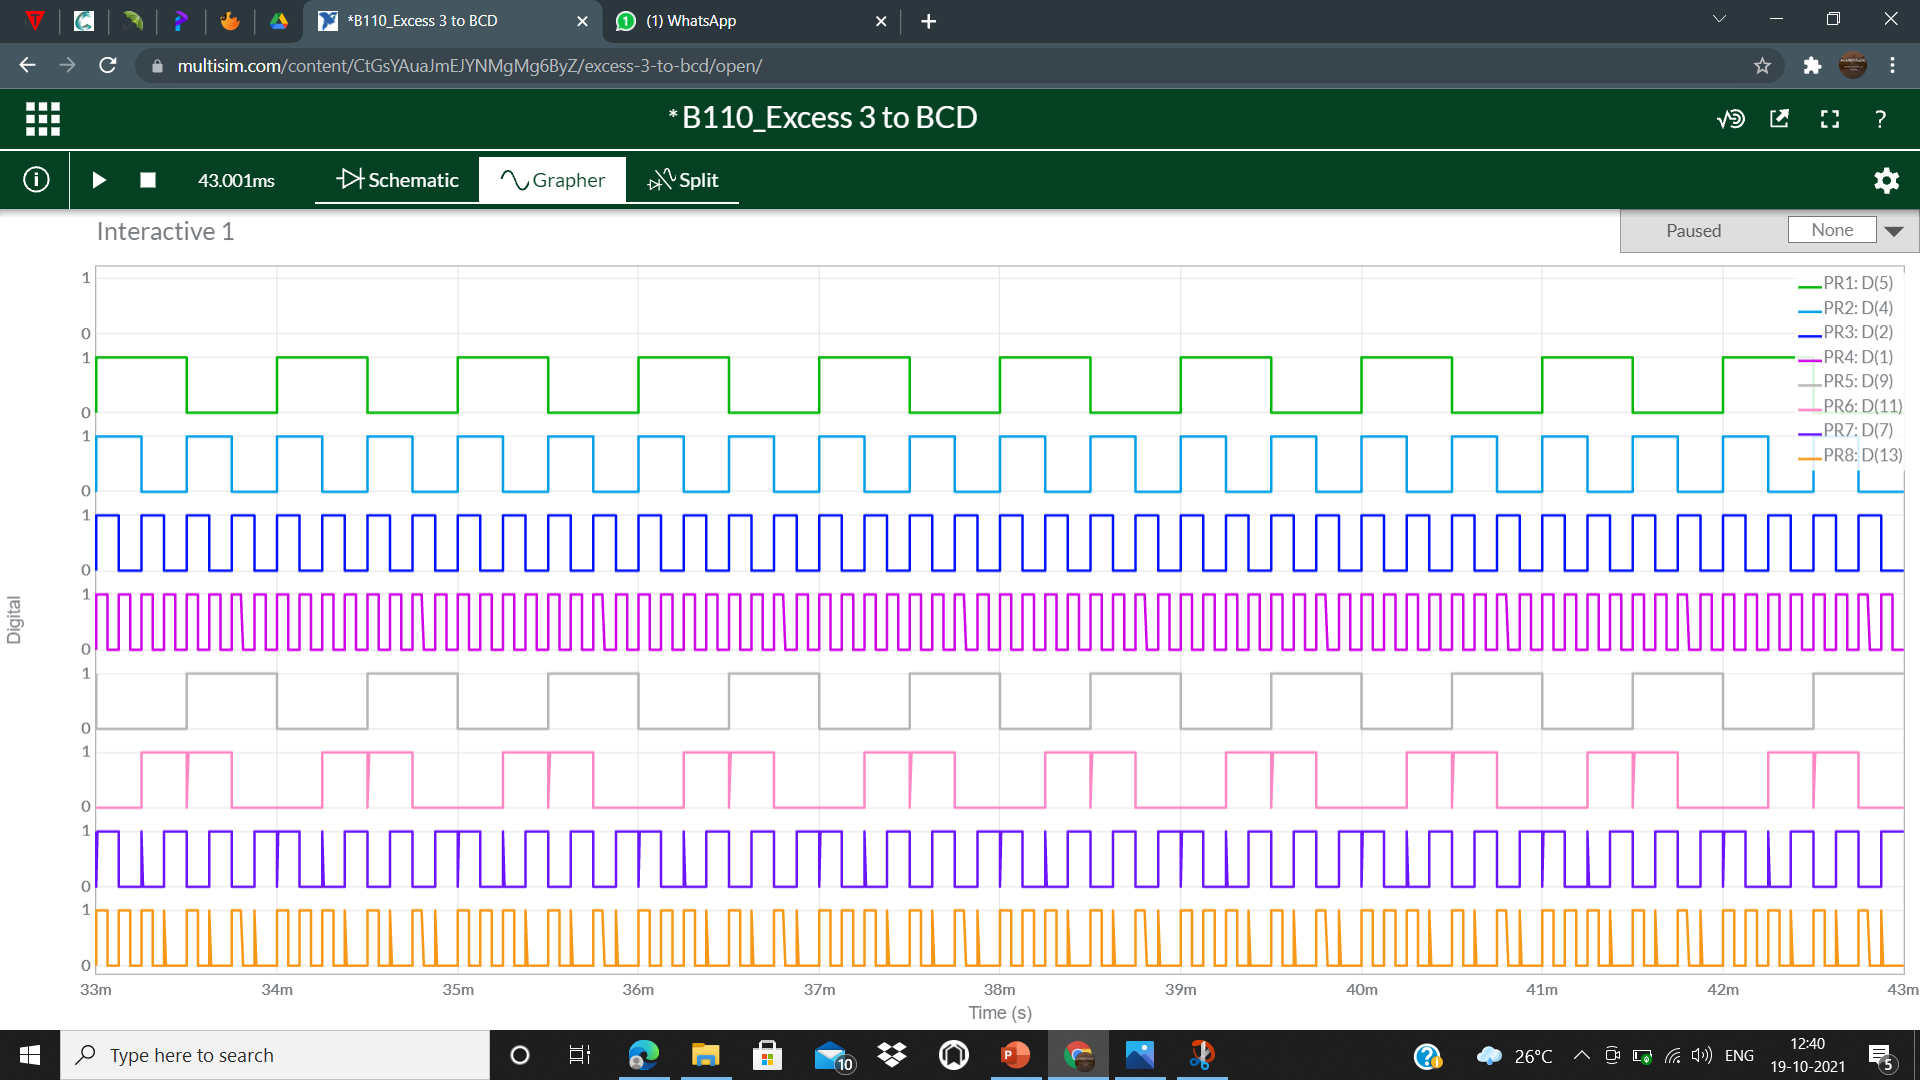 *B110_Excess 3 to BCD
(1) WhatsApp
multisim.com/content/CtGsYAuaJmEJYNMgMg6ByZ/excess-3-to-bcd/open/
*B110_Excess 3 to BCD
?
43.001ms
Schematic
Grapher
Split
Interactive 1
Paused
None
PR1: D(5)
PR2: D(4)
PR3: D(2)
PR4: D(1)
PR5: D(9)
PR6: D(11)
PR7: D(7)
PR8: D(13)
1
0
1
0
1
0
1
0
1
0
1
0
1
0
1
0
1
0
Digital
33m 34m 35m 36m 37m 38m 39m 40m 41m 42m 43m
Time (s)
Type here to search
10
26°C
ENG
12:40
19-10-2021
5